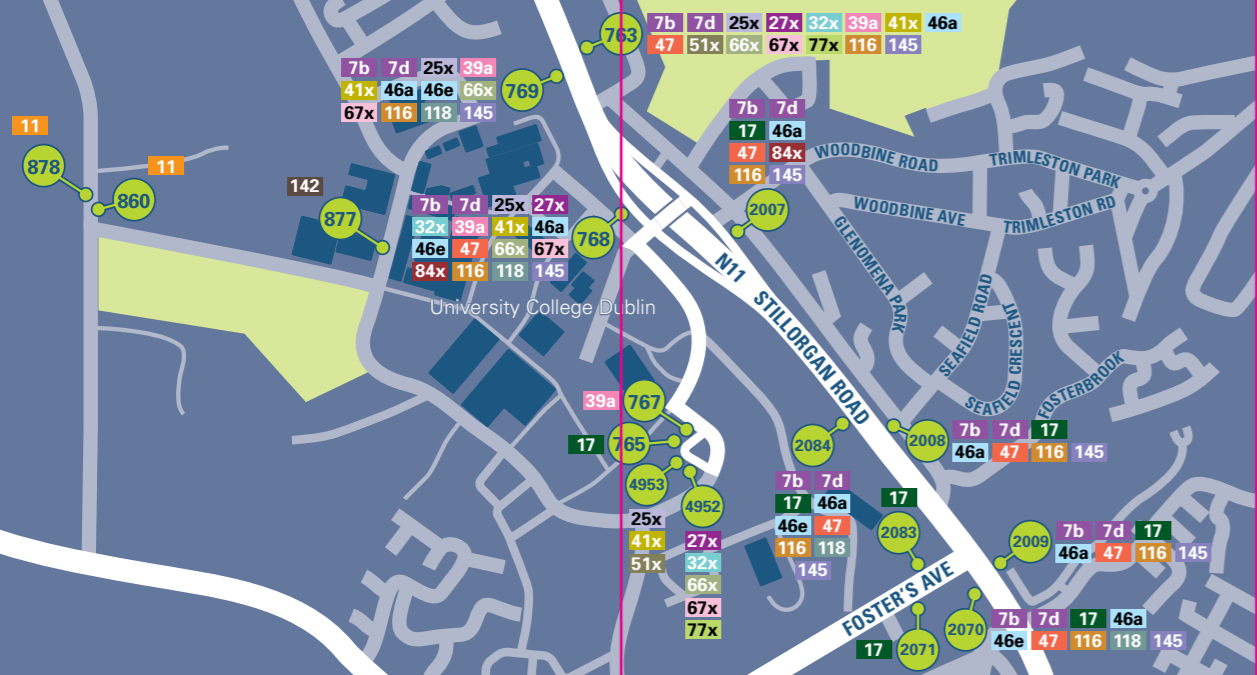 763
7b 7d 25x 27x 32x 39a 41x 46a
47 51x 66x 67x 77x 116 145
7b 7d 25x 39a
41x 46a 46e 66x
67x 116 118 145
769
7b 7d
17 46a
47 84x
116 145
2007
WOODBINE ROAD
TRIMLESTON PARK
WOODBINE AVE
TRIMLESTON RD
11
878
11
860
142
877
7b 7d 25x 27x
32x 39a 41x 46a
46e 47 66x 67x
84x 116 118 145
768
University College Dublin
N11 STILLORGAN ROAD
GLENOMENA PARK
SEAFIELD ROAD
SEAFIELD CRESCENT
FOSTERBROOK
39a
767
17
765
4953
25x
41x
51x
4952
27x
32x
66x
67x
77x
2084
7b 7d
17 46a
46e 47
116 118
145
2008
7b 7d 17
46a 47 116 145
17
2083
2009
7b 7d 17
46a 47 116 145
FOSTER'S AVE
2070
7b 7d 17 46a
46e 47 116 118 145
17
2071